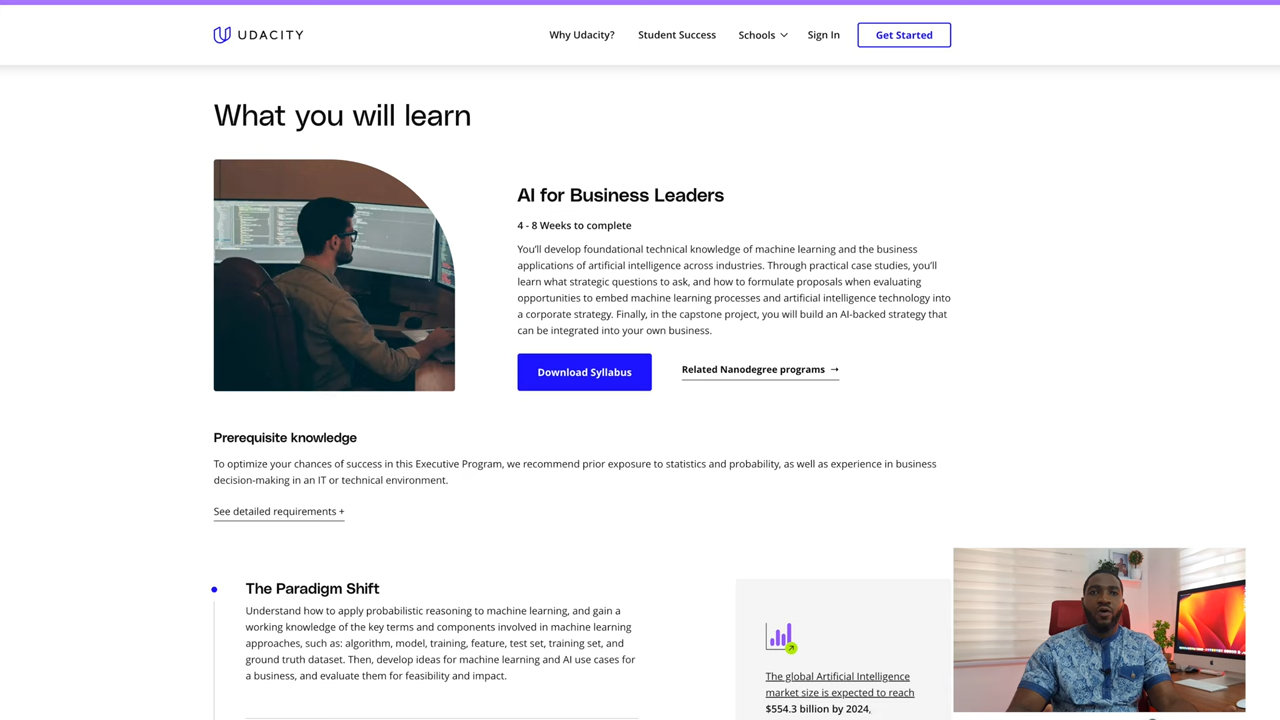 UDACITY
Why Udacity?
Student Success
Schools
Sign In
Get Started
What you will learn
AI for Business Leaders
4 - 8 Weeks to complete
You'll develop foundational technical knowledge of machine learning and the business
applications of artificial intelligence across industries. Through practical case studies, you'll
learn what strategic questions to ask, and how to formulate proposals when evaluating
opportunities to embed machine learning processes and artificial intelligence technology into
a corporate strategy. Finally, in the capstone project, you will build an AI-backed strategy that
can be integrated into your own business.
Download Syllabus
Related Nanodegree programs →
Prerequisite knowledge
To optimize your chances of success in this Executive Program, we recommend prior exposure to statistics and probability, as well as experience in business
decision-making in an IT or technical environment.
See detailed requirements +
The Paradigm Shift
Understand how to apply probabilistic reasoning to machine learning, and gain a
working knowledge of the key terms and components involved in machine learning
approaches, such as: algorithm, model, training, feature, test set, training set, and
ground truth dataset. Then, develop ideas for machine learning and AI use cases for
a business, and evaluate them for feasibility and impact.
The global Artificial Intelligence
market size is expected to reach
$554.3 billion by 2024,